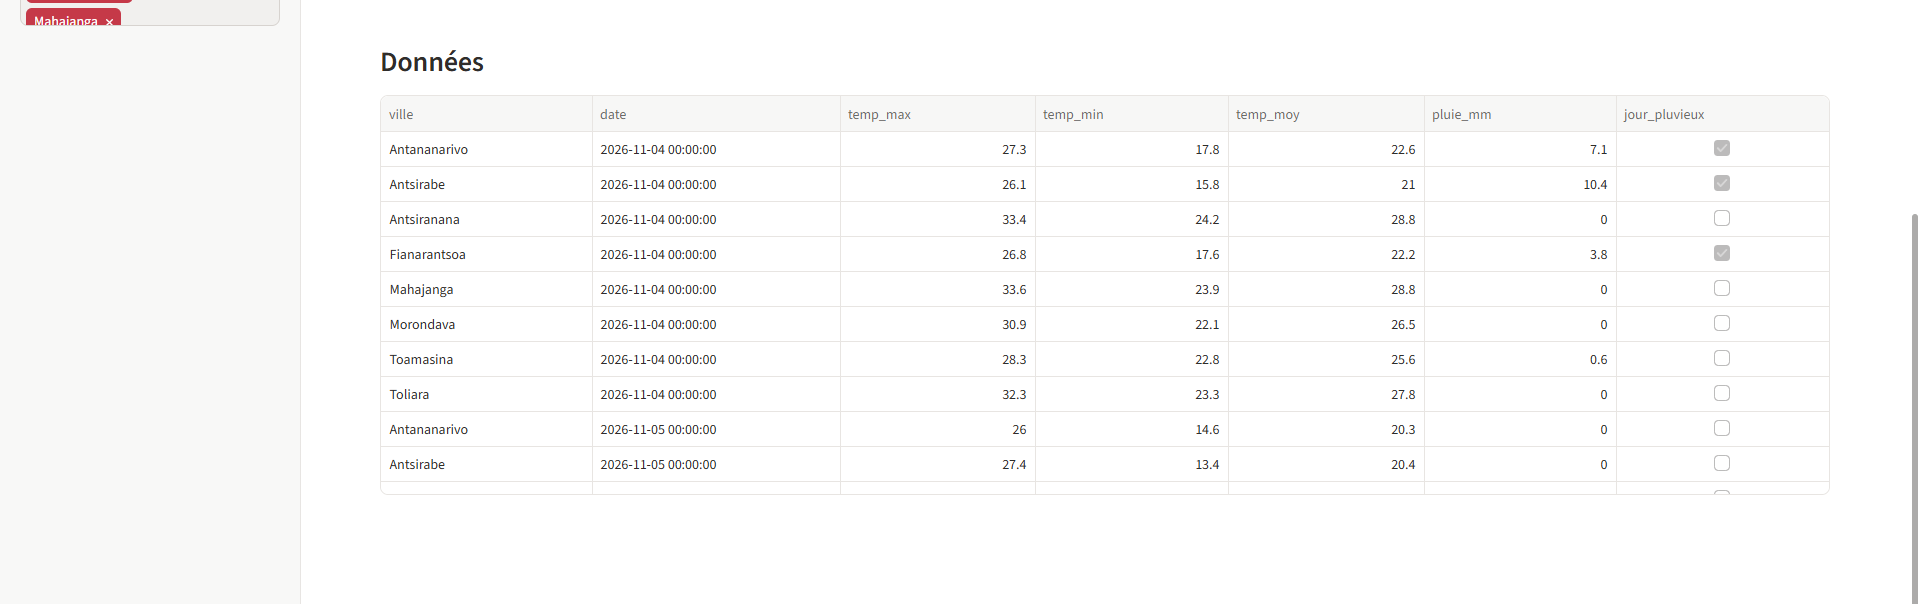 Mahajanga ×
Données
ville date temp_max temp_min temp_moy pluie_mm jour_pluvieux
Antananarivo 2026-11-04 00:00:00 27.3 17.8 22.6 7.1
Antsirabe 2026-11-04 00:00:00 26.1 15.8 21 10.4
Antsiranana 2026-11-04 00:00:00 33.4 24.2 28.8 0
Fianarantsoa 2026-11-04 00:00:00 26.8 17.6 22.2 3.8
Mahajanga 2026-11-04 00:00:00 33.6 23.9 28.8 0
Morondava 2026-11-04 00:00:00 30.9 22.1 26.5 0
Toamasina 2026-11-04 00:00:00 28.3 22.8 25.6 0.6
Toliara 2026-11-04 00:00:00 32.3 23.3 27.8 0
Antananarivo 2026-11-05 00:00:00 26 14.6 20.3 0
Antsirabe 2026-11-05 00:00:00 27.4 13.4 20.4 0